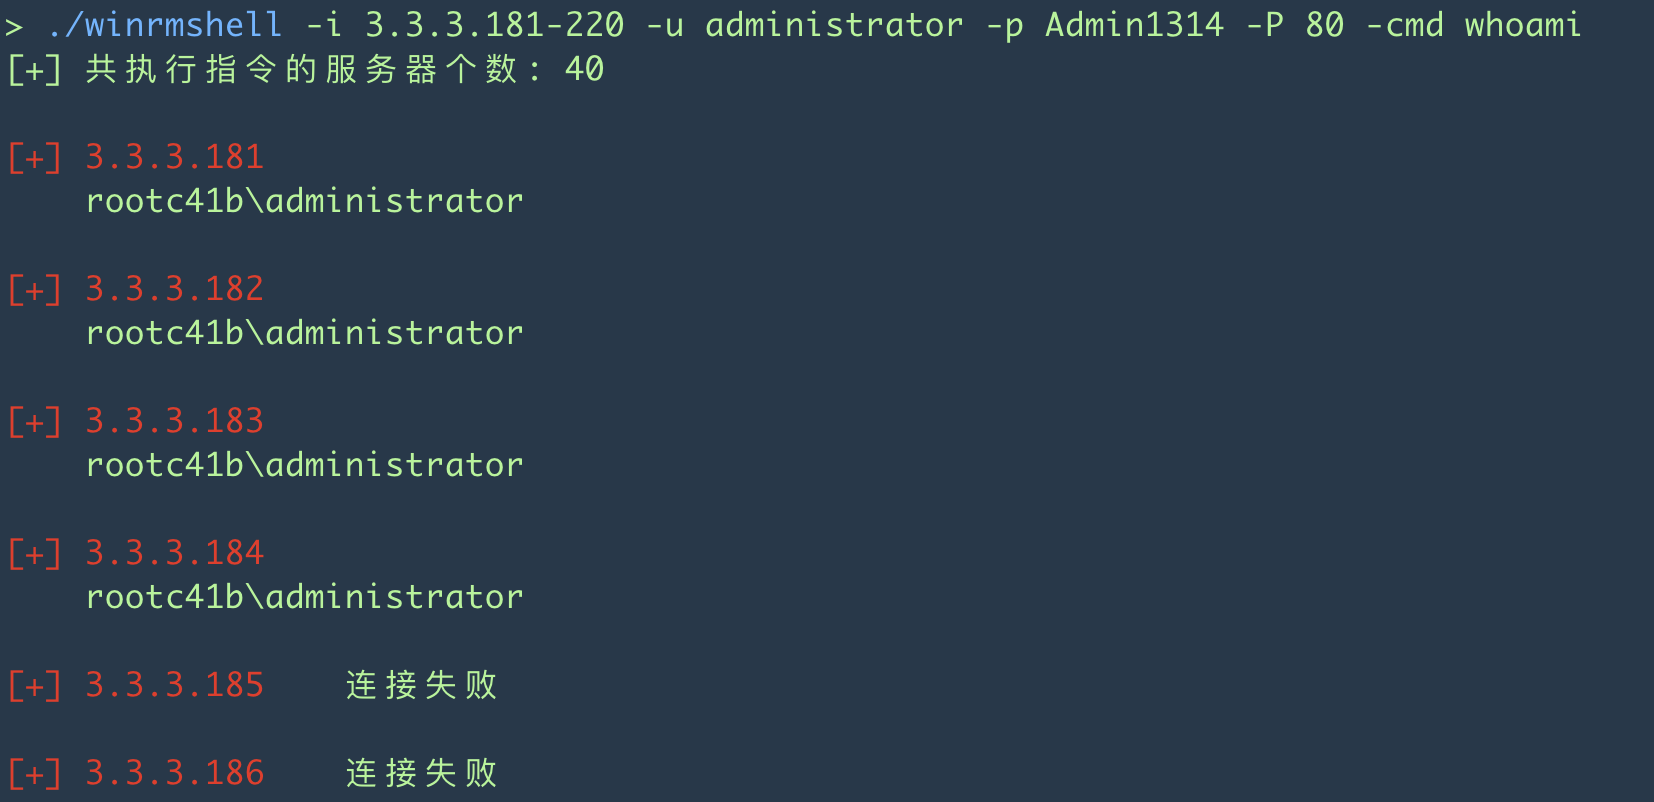 > ./winrmshell -i 3.3.3.181-220 -u administrator -p Admin1314 -P 80 -cmd whoami
[+] 共执行指令的服务器个数: 40
[+] 3.3.3.181
rootc41b\administrator
[+] 3.3.3.182
rootc41b\administrator
[+] 3.3.3.183
rootc41b\administrator
[+] 3.3.3.184
rootc41b\administrator
[+] 3.3.3.185    连接失败
[+] 3.3.3.186    连接失败